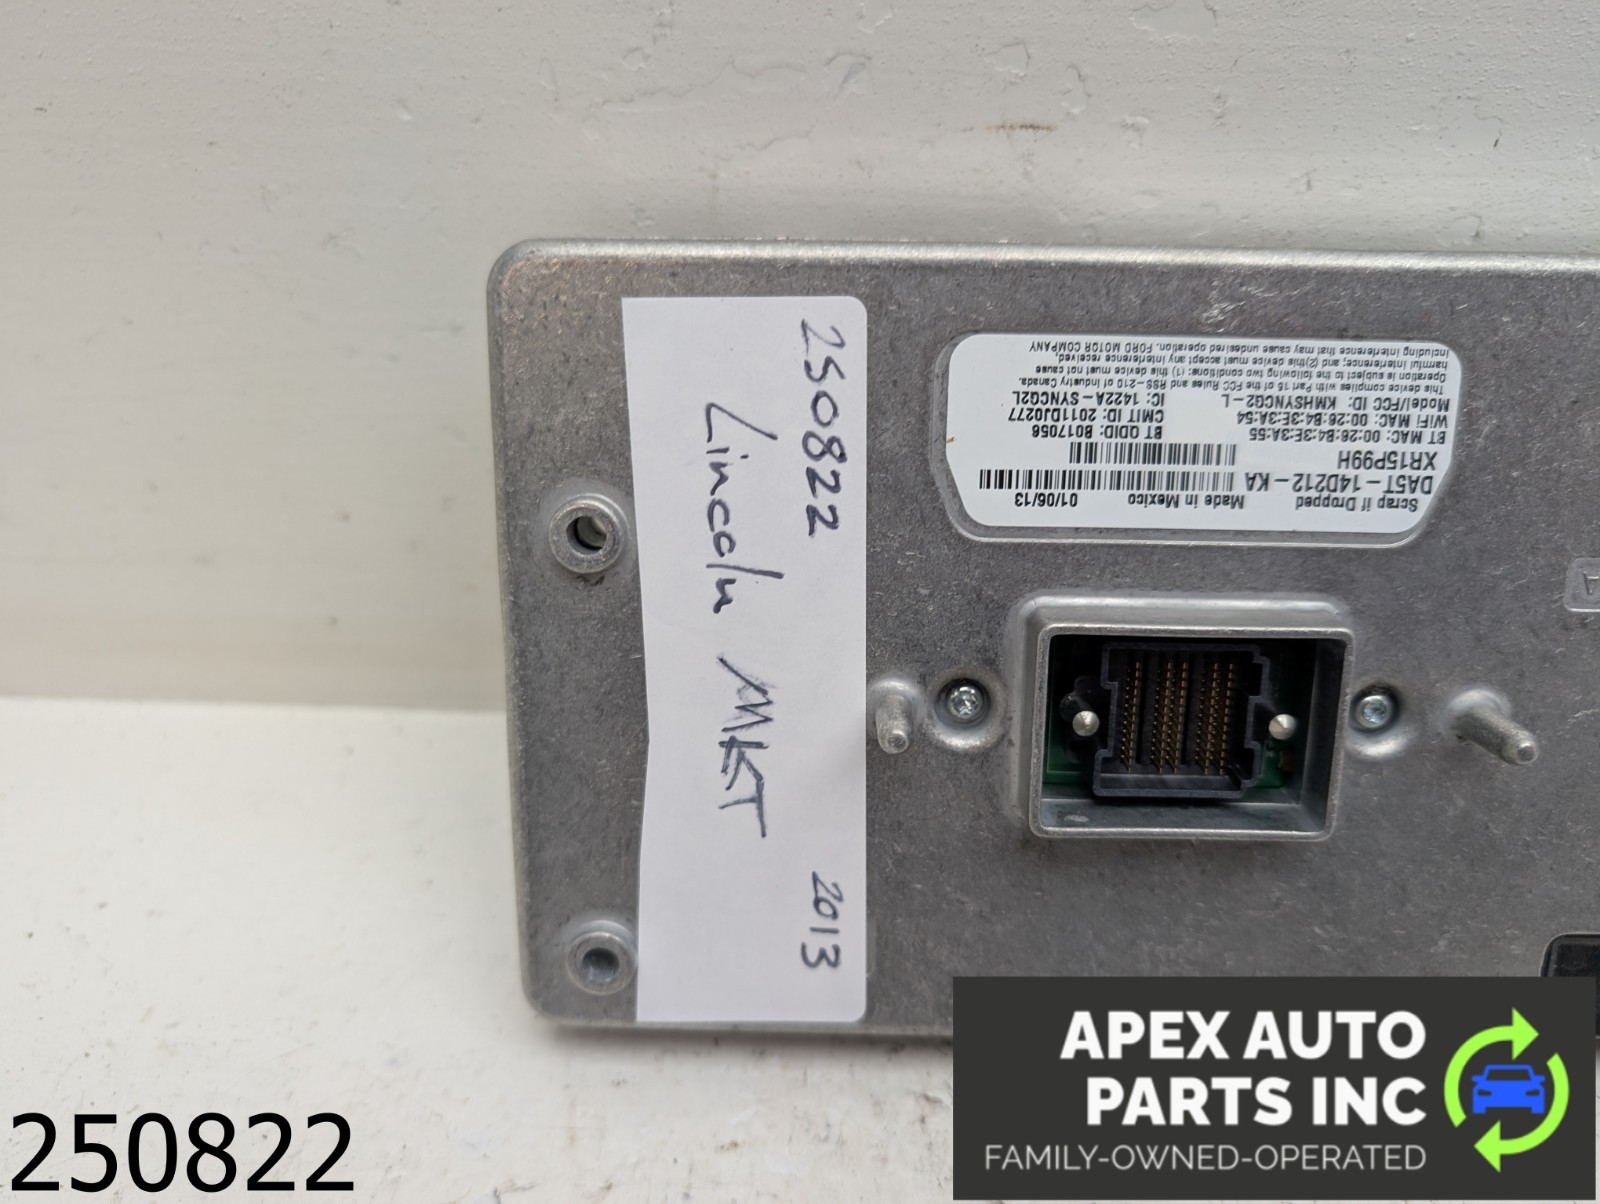 250822
Lincoln MKT
2013
Scrap if Dropped Made in Mexico 01/06/13
DA5T-14D212-KA
XR15P99H
BT MAC: 00:26:B4:3E:3A:55 BT QDID: B017056
WiFi MAC: 00:26:B4:3E:3A:54 CMIT ID: 2011DJ0277
Model/FCC ID: KMHSYNCG2-L IC: 1422A-SYNCG2L
This device complies with Part 15 of the FCC Rules and RSS-210 of Industry Canada.
Operation is subject to the following two conditions: (1) this device must not cause
harmful interference; and (2) this device must accept any interference received,
including interference that may cause undesired operation. FORD MOTOR COMPANY
250822
APEX AUTO
PARTS INC
FAMILY-OWNED-OPERATED